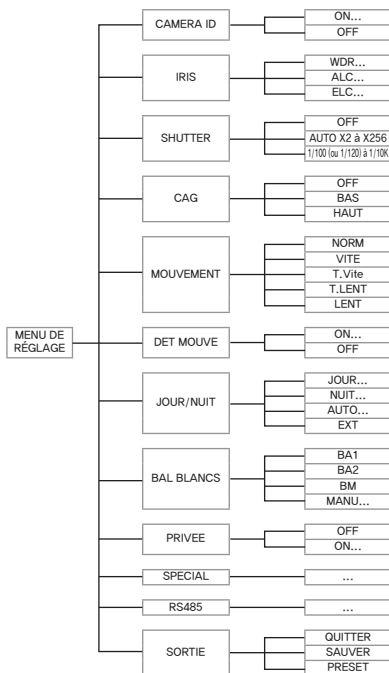 MENU DE
RÉGLAGE
CAMERA ID
ON...
OFF
IRIS
WDR...
ALC...
ELC...
SHUTTER
OFF
AUTO X2 à X256
1/100 (ou 1/120) à 1/10K
CAG
OFF
BAS
HAUT
MOUVEMENT
NORM
VITE
T.Vite
T.LENT
LENT
DET MOUVE
ON...
OFF
JOUR/NUIT
JOUR...
NUIT...
AUTO...
EXT
BAL BLANCS
BA1
BA2
BM
MANU...
PRIVEE
OFF
ON...
SPECIAL
...
RS485
...
SORTIE
QUITTER
SAUVER
PRESET